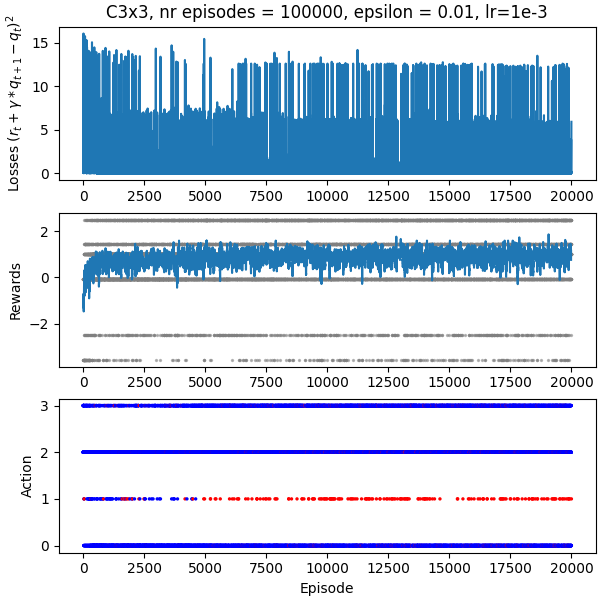 C3x3, nr episodes = 100000, epsilon = 0.01, lr=1e-3
Losses $(r_t + \gamma * q_{t+1} - q_t)^2$
15
10
5
0
0 2500 5000 7500 10000 12500 15000 17500 20000
Rewards
2
0
−2
0 2500 5000 7500 10000 12500 15000 17500 20000
Action
3
2
1
0
0 2500 5000 7500 10000 12500 15000 17500 20000
Episode